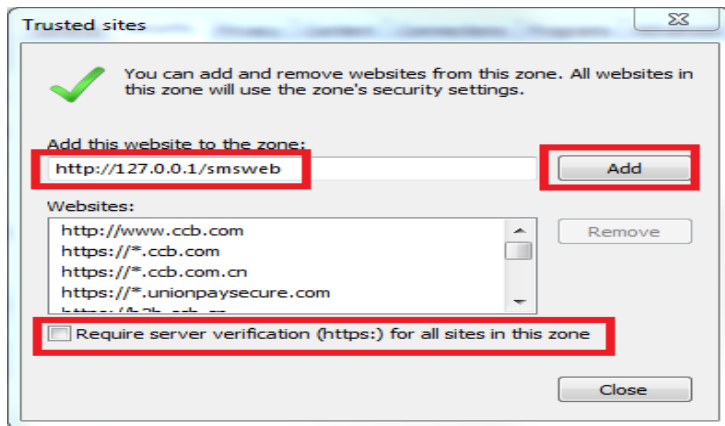 Trusted sites
You can add and remove websites from this zone. All websites in
this zone will use the zone's security settings.
Add this website to the zone:
http://127.0.0.1/smsweb
Add
Websites:
http://www.ccb.com
https://*.ccb.com
https://*.ccb.com.cn
https://*.unionpaysecure.com
Remove
Require server verification (https:) for all sites in this zone
Close